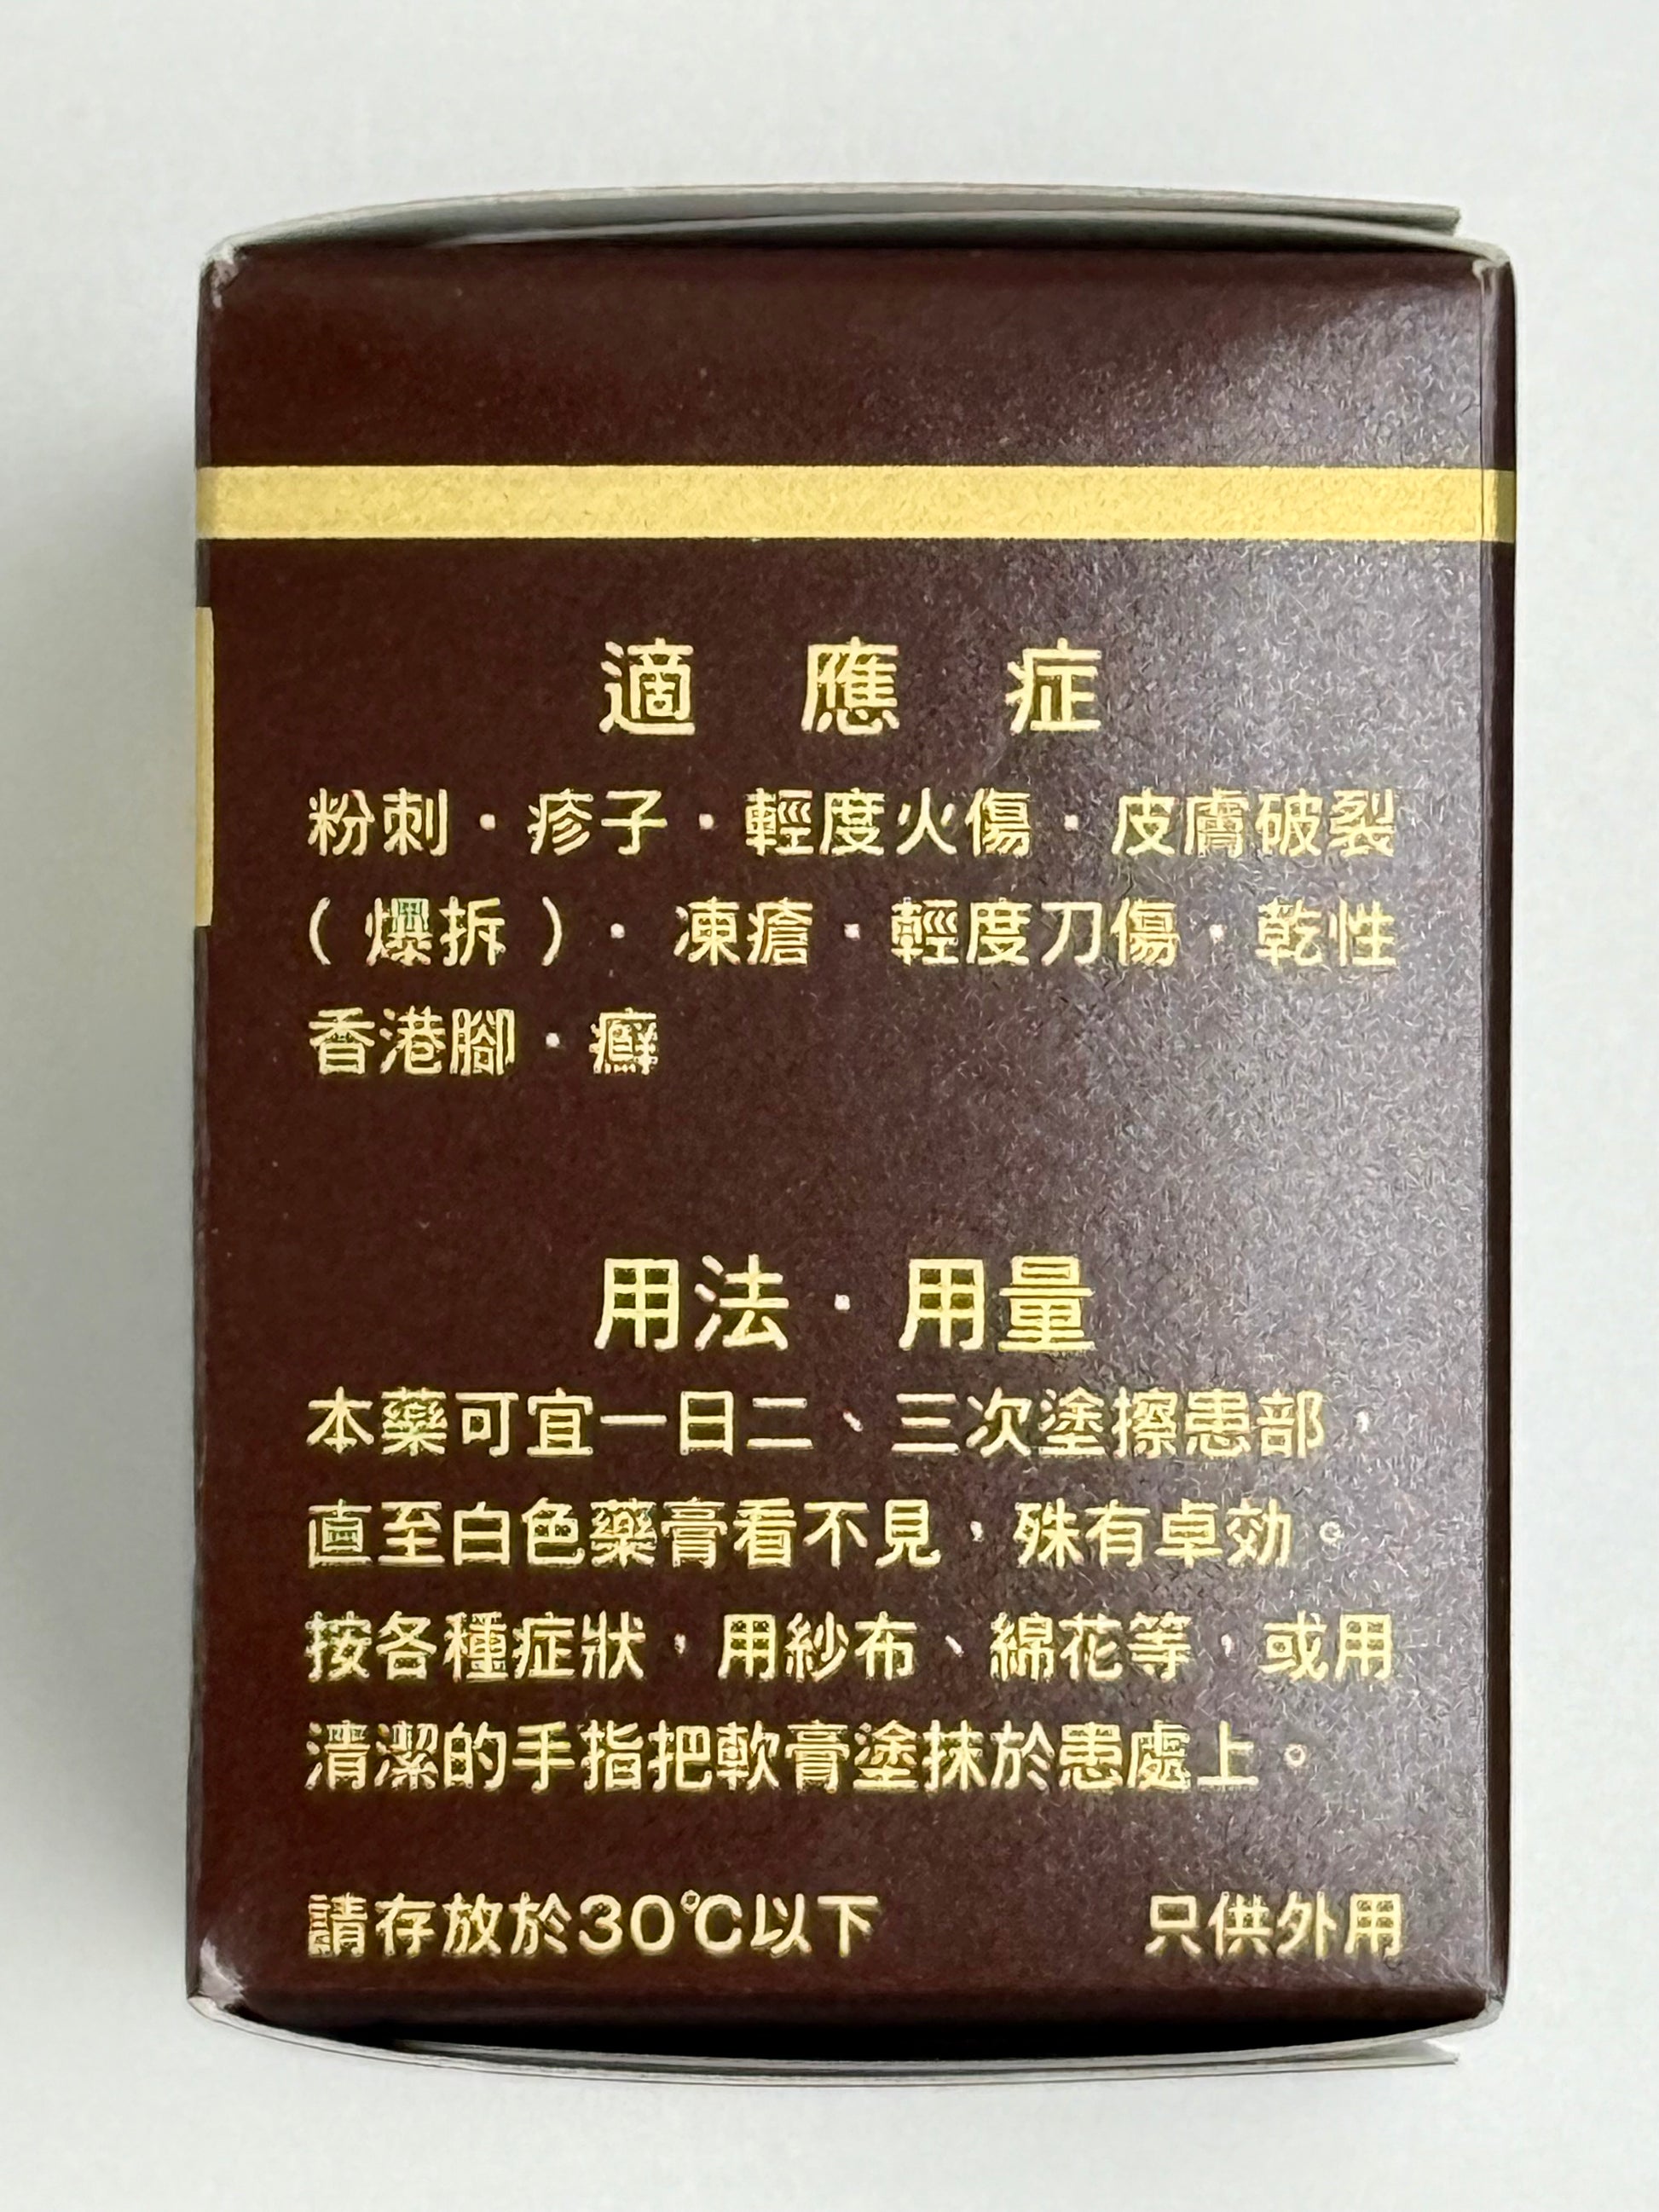 適應症
粉刺・疹子・輕度火傷・皮膚破裂
(爆拆)・凍瘡・輕度刀傷・乾性
香港腳・癬
用法・用量
本藥可宜一日二、三次塗擦患部，
直至白色藥膏看不見，殊有卓効。
按各種症狀，用紗布、綿花等，或用
清潔的手指把軟膏塗抹於患處上。
請存放於30℃以下 只供外用